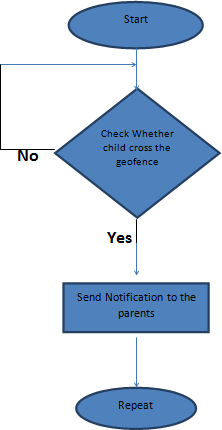 Start
Check Whether
child cross the
geofence
No
Yes
Send Notification to the
parents
Repeat